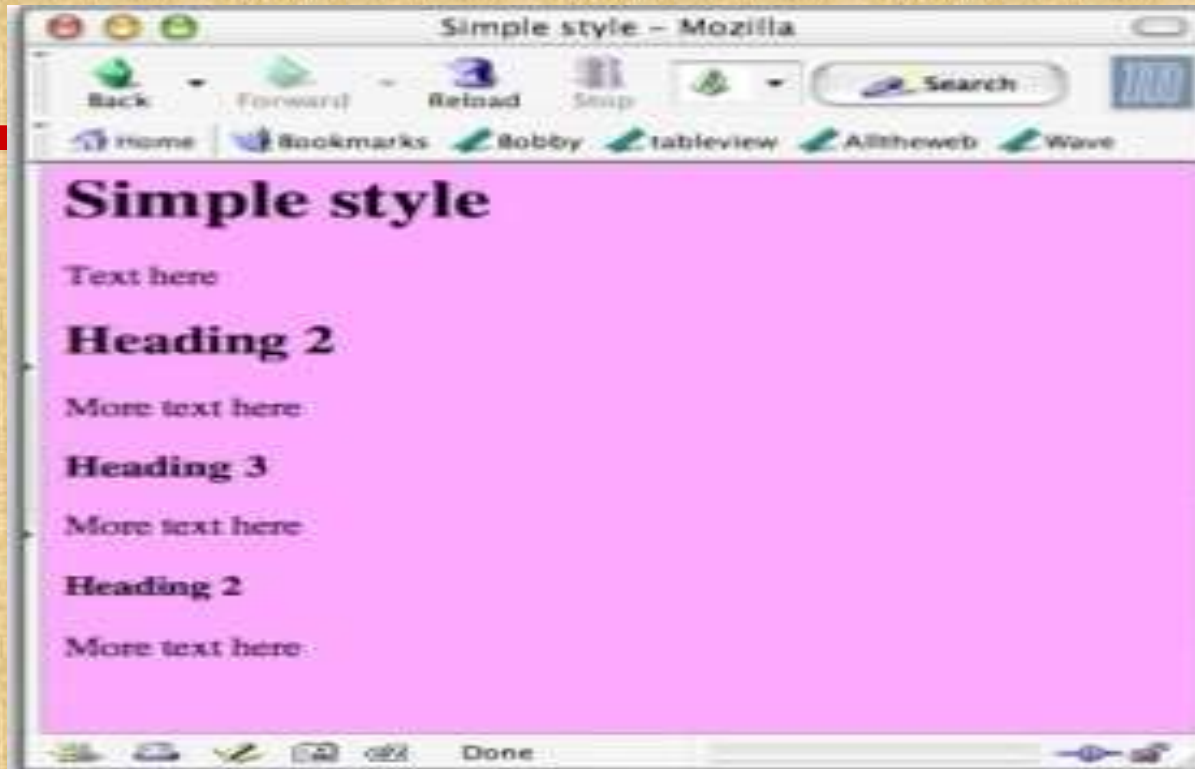 Simple style - Mozilla
Back Forward Reload Stop Search
Home Bookmarks Bobby tableview Alltheweb Wave
Simple style
Text here
Heading 2
More text here
Heading 3
More text here
Heading 2
More text here
Done